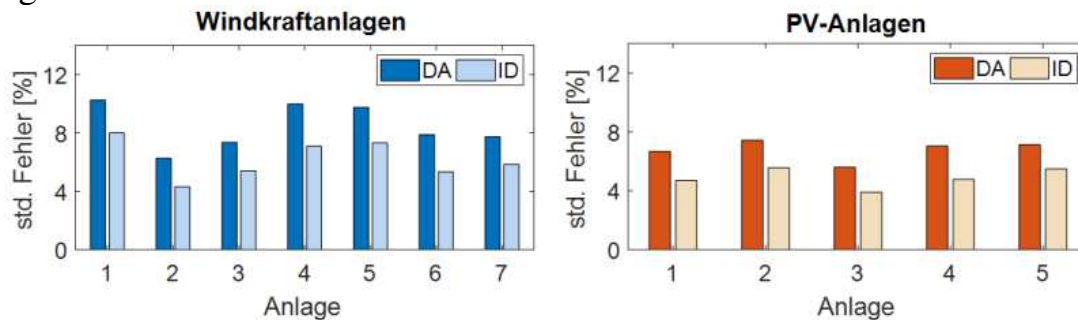 Windkraftanlagen
DA ID
std. Fehler [%]
12
8
4
0
1 2 3 4 5 6 7
Anlage
PV-Anlagen
DA ID
std. Fehler [%]
12
8
4
0
1 2 3 4 5
Anlage